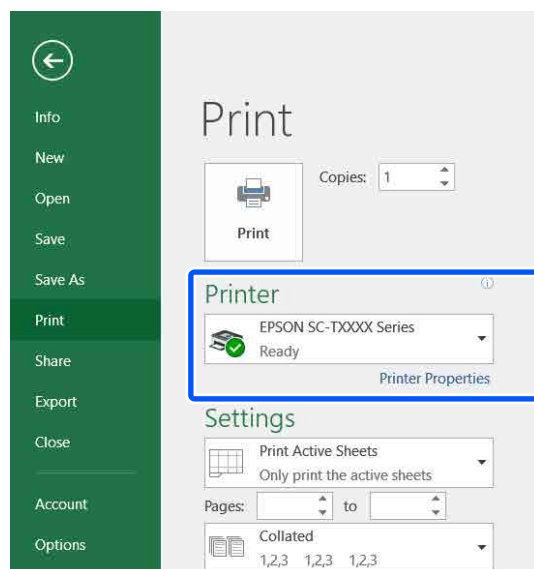 Info
New
Open
Save
Save As
Print
Share
Export
Close
Account
Options
Print
Copies: 1
Print
Printer
EPSON SC-TXXXX Series
Ready
Printer Properties
Settings
Print Active Sheets
Only print the active sheets
Pages: to
Collated
1,2,3 1,2,3 1,2,3